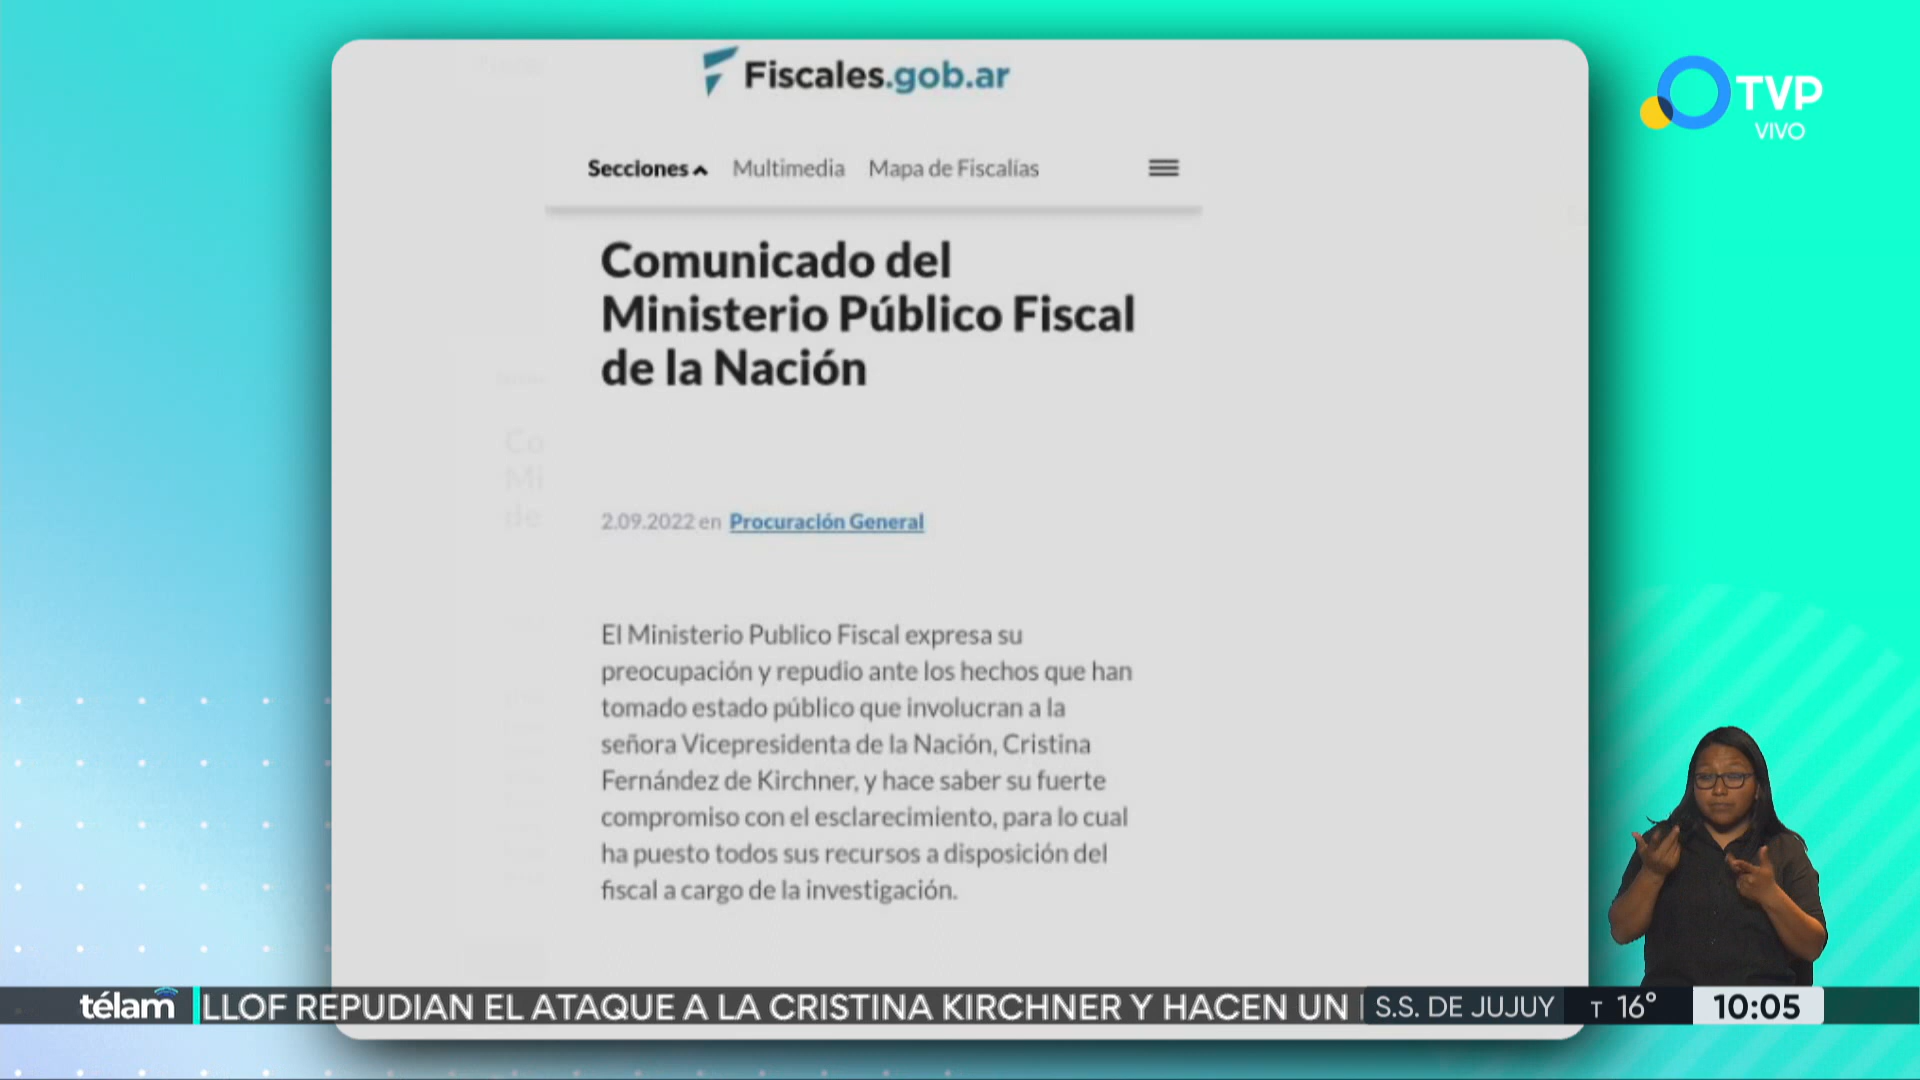 Fiscales.gob.ar
TVP
VIVO
Secciones Multimedia Mapa de Fiscalías
Comunicado del
Ministerio Público Fiscal
de la Nación
Co
Mi
de
2.09.2022 en Procuración General
El Ministerio Publico Fiscal expresa su
preocupación y repudio ante los hechos que han
tomado estado público que involucran a la
señora Vicepresidenta de la Nación, Cristina
Fernández de Kirchner, y hace saber su fuerte
compromiso con el esclarecimiento, para lo cual
ha puesto todos sus recursos a disposición del
fiscal a cargo de la investigación.
télam LLOF REPUDIAN EL ATAQUE A LA CRISTINA KIRCHNER Y HACEN UN S.S. DE JUJUY T 16° 10:05